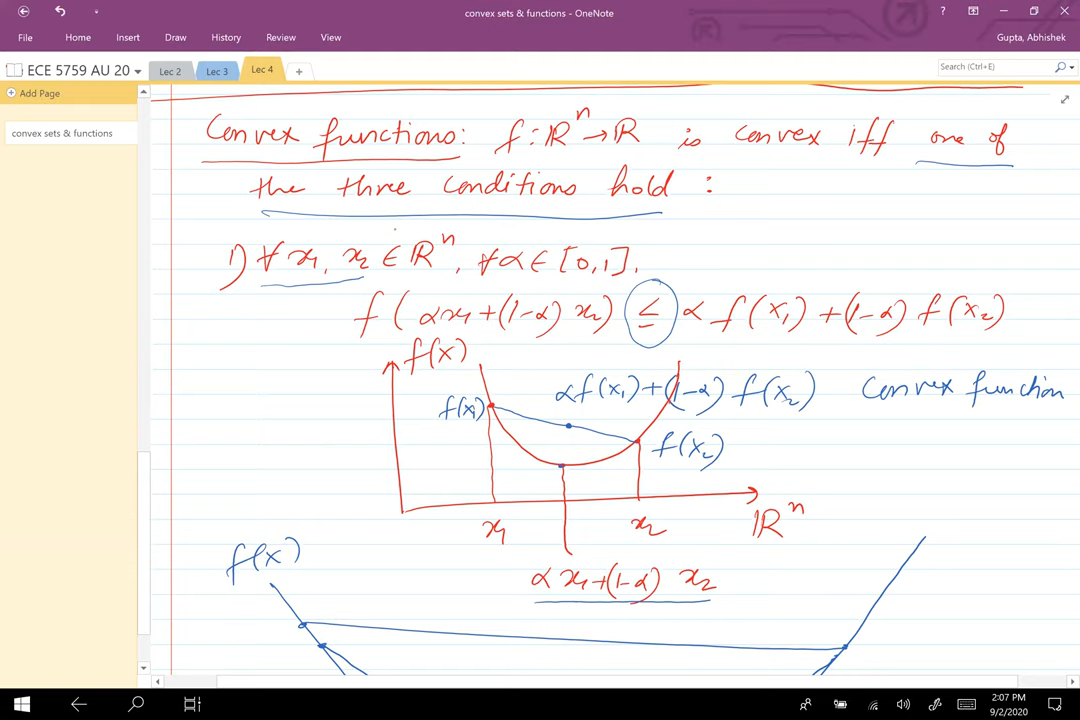 convex sets & functions - OneNote
?
File Home Insert Draw History Review View
Gupta, Abhishek
ECE 5759 AU 20
Lec 2 Lec 3 Lec 4 +
Search (Ctrl+E)
Add Page
convex sets & functions
Convex functions: f: ℝⁿ→ℝ is convex iff one of
the three conditions hold :
1) ∀ x₁, x₂ ∈ ℝⁿ, ∀α∈[0,1],
f(αx₁+(1-α)x₂) ≤ αf(x₁)+(1-α)f(x₂)
f(x)
αf(x₁)+(1-α)f(x₂) Convex function
f(x₁)
f(x₂)
x₁ x₂ ℝⁿ
f(x)
αx₁+(1-α)x₂
2:07 PM
9/2/2020